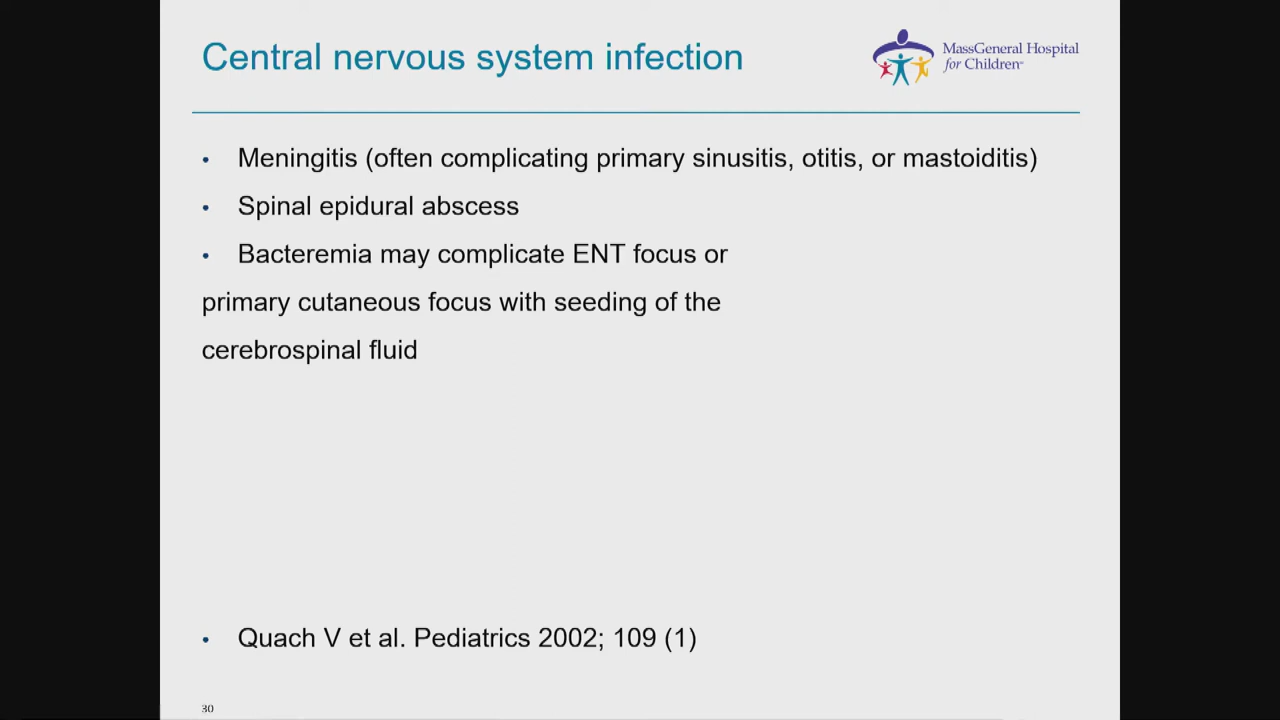 Central nervous system infection
MassGeneral Hospital
for Children™
• Meningitis (often complicating primary sinusitis, otitis, or mastoiditis)
• Spinal epidural abscess
• Bacteremia may complicate ENT focus or
primary cutaneous focus with seeding of the
cerebrospinal fluid
• Quach V et al. Pediatrics 2002; 109 (1)
30